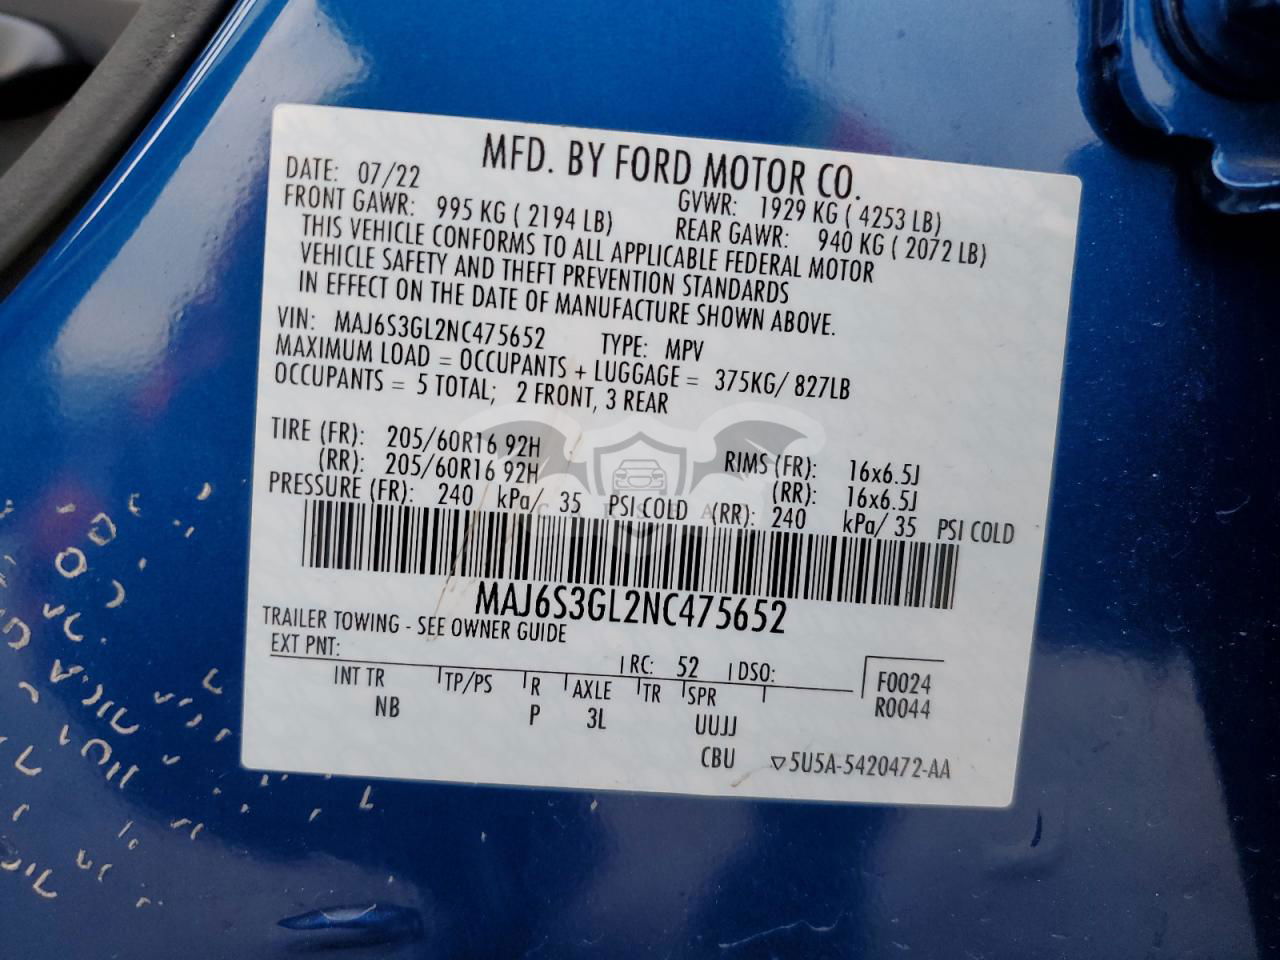 MFD. BY FORD MOTOR CO.
DATE: 07/22 GVWR: 1929 KG ( 4253 LB)
FRONT GAWR: 995 KG ( 2194 LB) REAR GAWR: 940 KG ( 2072 LB)
THIS VEHICLE CONFORMS TO ALL APPLICABLE FEDERAL MOTOR
VEHICLE SAFETY AND THEFT PREVENTION STANDARDS
IN EFFECT ON THE DATE OF MANUFACTURE SHOWN ABOVE.
VIN: MAJ6S3GL2NC475652 TYPE: MPV
MAXIMUM LOAD = OCCUPANTS + LUGGAGE = 375KG/ 827LB
OCCUPANTS = 5 TOTAL; 2 FRONT, 3 REAR
TIRE (FR): 205/60R16 92H RIMS (FR): 16x6.5J
(RR): 205/60R16 92H (RR): 16x6.5J
PRESSURE (FR): 240 kPa/ 35 PSI COLD (RR): 240 kPa/ 35 PSI COLD
MAJ6S3GL2NC475652
TRAILER TOWING - SEE OWNER GUIDE
EXT PNT: RC: 52 DSO: F0024
INT TR TP/PS R AXLE TR SPR R0044
NB P 3L UUJJ
CBU 5U5A-5420472-AA